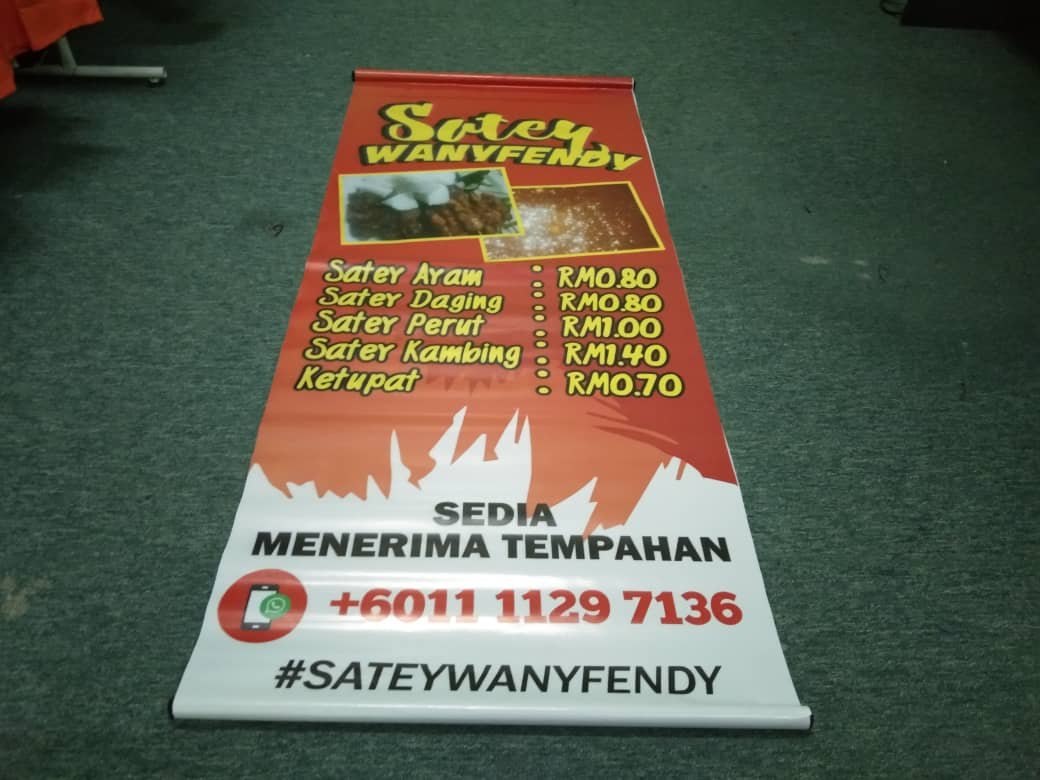 Satey
WANYFENDY
Satey Ayam : RM0.80
Satey Daging : RM0.80
Satey Perut : RM1.00
Satey Kambing : RM1.40
Ketupat : RM0.70
SEDIA
MENERIMA TEMPAHAN
+6011 1129 7136
#SATEYWANYFENDY